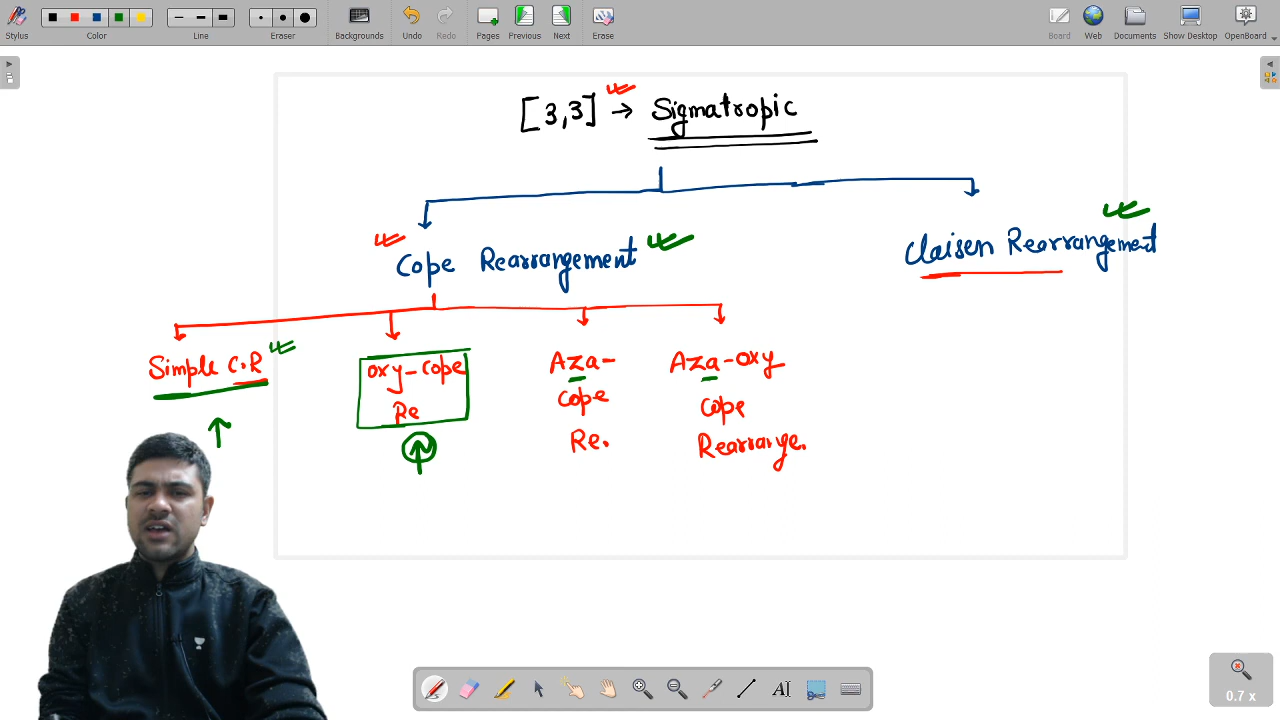 Stylus
Color
Line
Eraser
Backgrounds
Undo
Redo
Pages
Previous
Next
Erase
Board
Web
Documents
Show Desktop
OpenBoard
[3,3] → Sigmatropic
Cope Rearrangement
Claisen Rearrangement
Simple C.R
oxy-cope
Re
Aza-
Cope
Re.
Aza-oxy
Cope
Rearrange.
AI
0.7 x